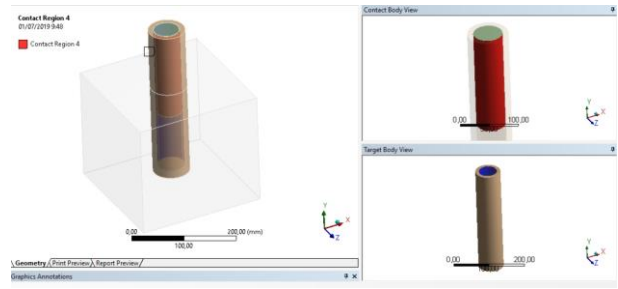 Contact Region 4
01/07/2019 9:40
Contact Region 4
0,00
200,00 (mm)
100,00
X
Y
Z
Geometry / Print Preview / Report Preview
Graphics Annotations
Contact Body View
0,00
100,00
Y
X
Z
Target Body View
0,00
200,00
100,00
Y
X
Z